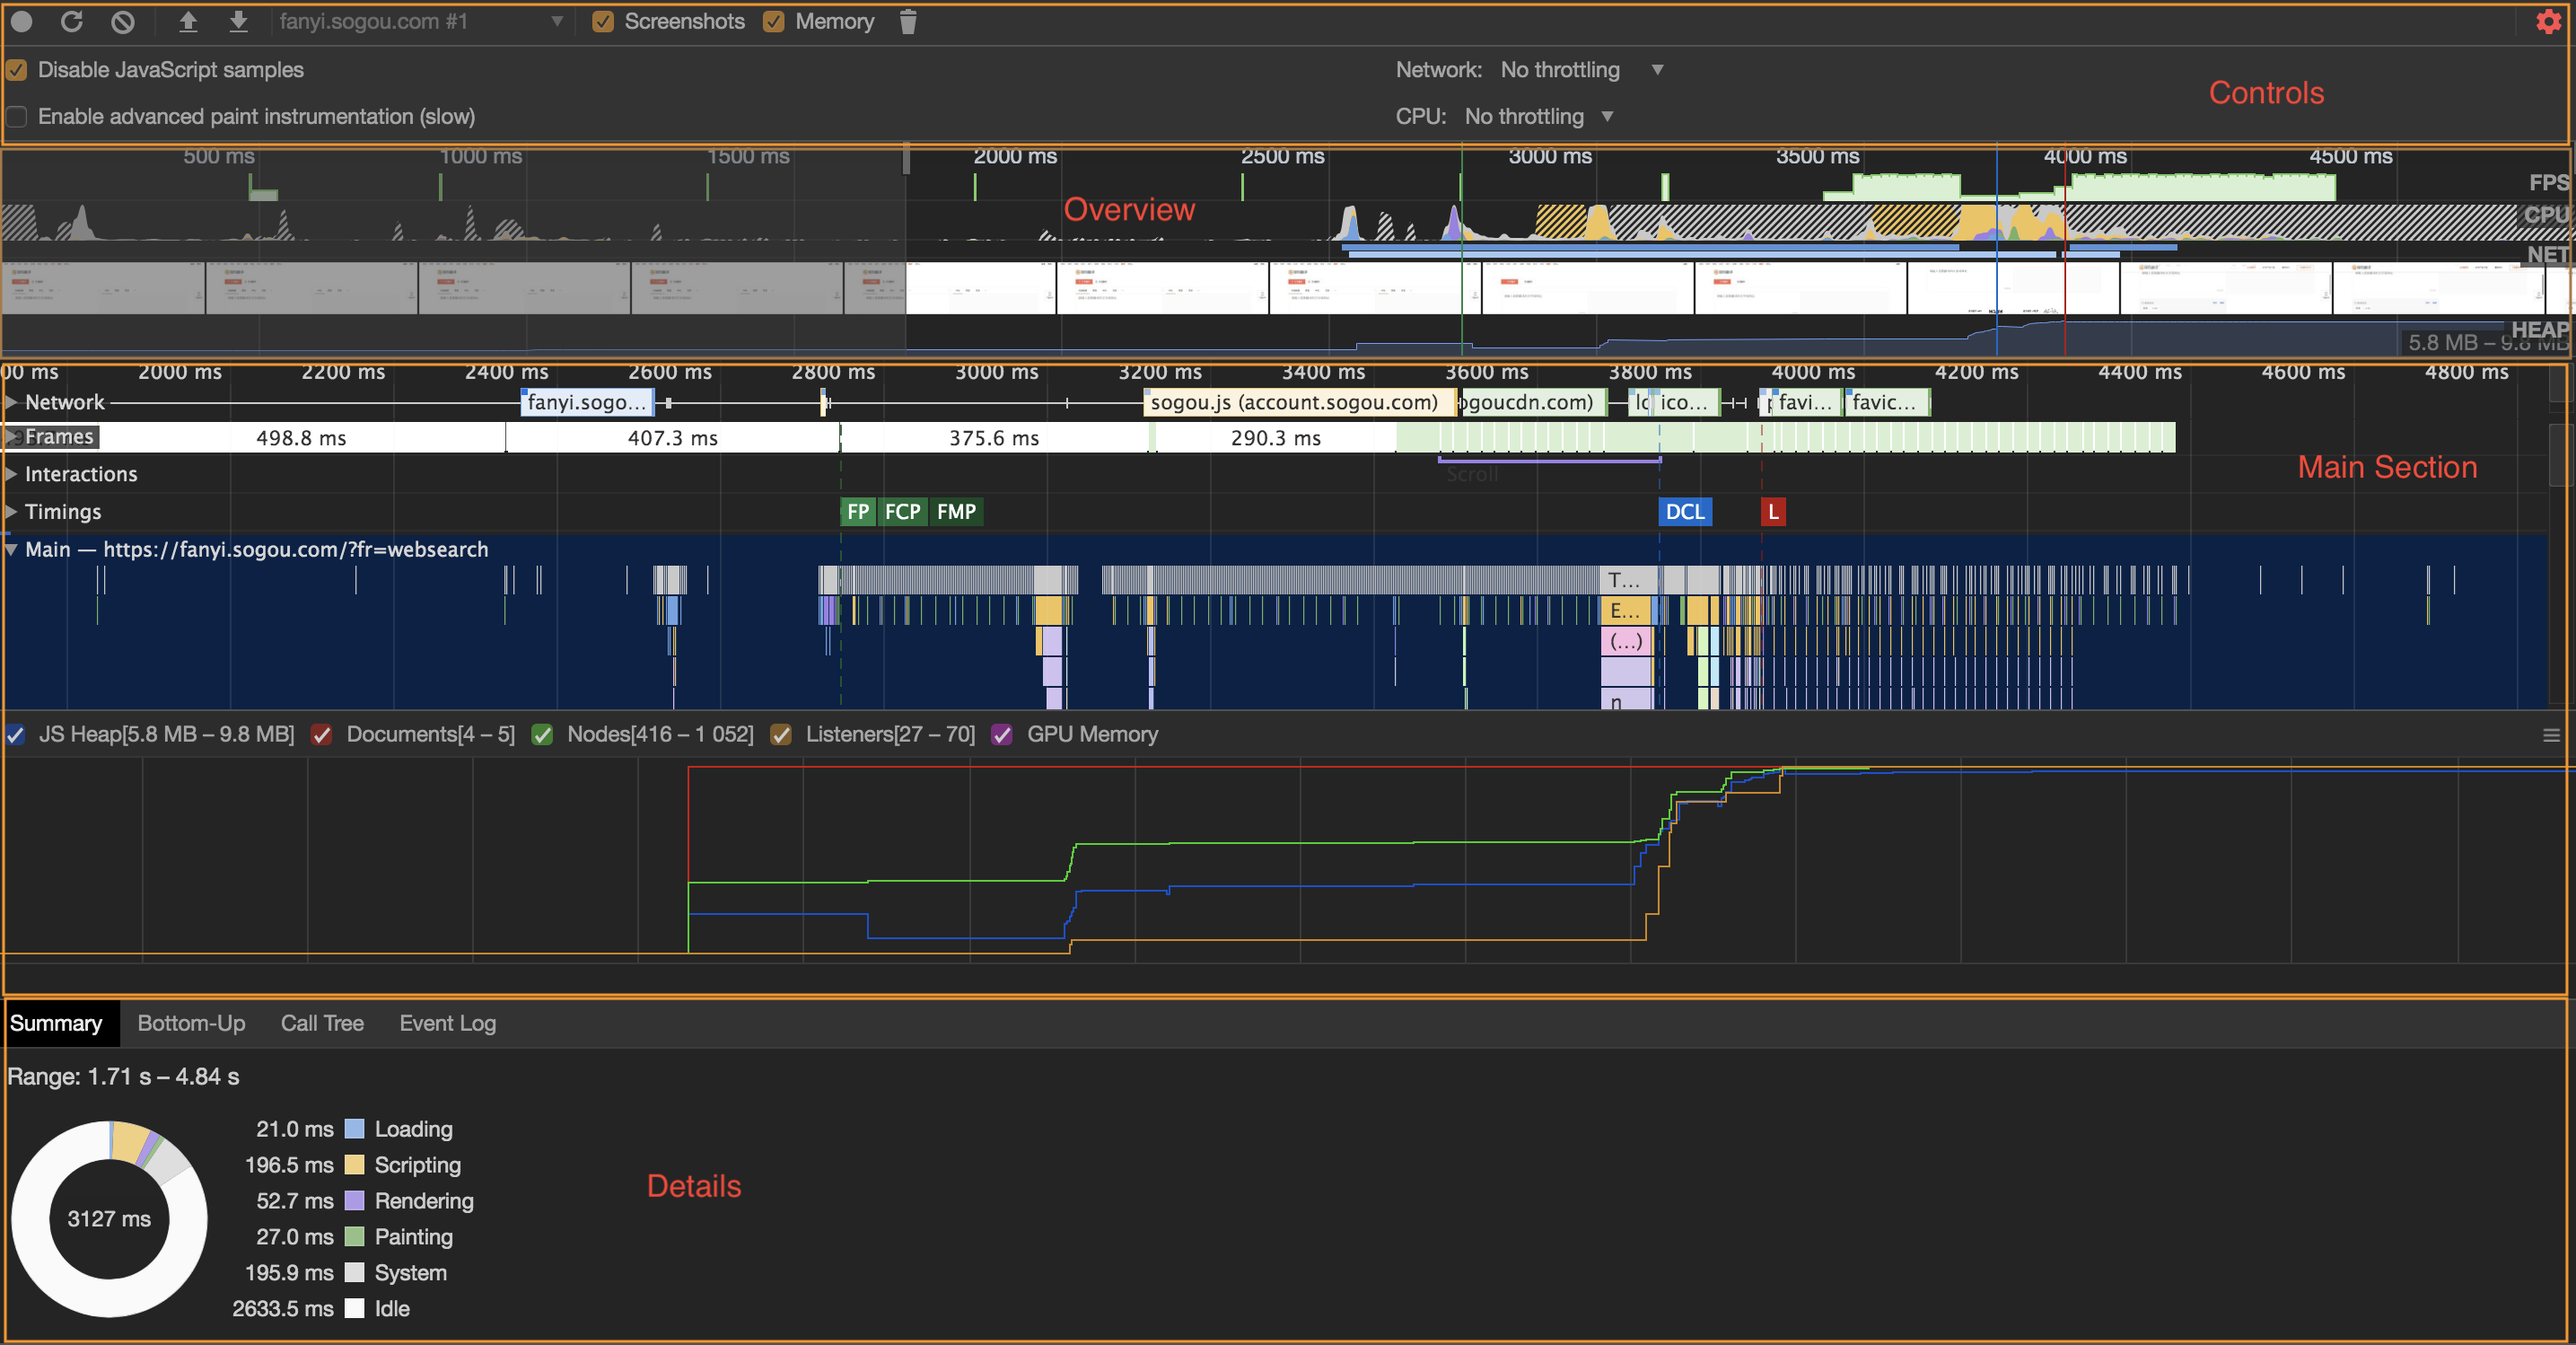 fanyi.sogou.com #1
Screenshots
Memory
Disable JavaScript samples
Network: No throttling
Controls
Enable advanced paint instrumentation (slow)
CPU: No throttling
500 ms 1000 ms 1500 ms 2000 ms 2500 ms 3000 ms 3500 ms 4000 ms 4500 ms
FPS
Overview
CPU
NET
HEAP
5.8 MB – 9.8 MB
00 ms 2000 ms 2200 ms 2400 ms 2600 ms 2800 ms 3000 ms 3200 ms 3400 ms 3600 ms 3800 ms 4000 ms 4200 ms 4400 ms 4600 ms 4800 ms
Network fanyi.sogo... sogou.js (account.sogou.com) ogoucdn.com) ico... favi... favic...
Frames 498.8 ms 407.3 ms 375.6 ms 290.3 ms
Main Section
Interactions Scroll
Timings FP FCP FMP DCL L
Main — https://fanyi.sogou.com/?fr=websearch
T...
E...
(...)
n
JS Heap[5.8 MB – 9.8 MB] Documents[4 – 5] Nodes[416 – 1 052] Listeners[27 – 70] GPU Memory
Summary Bottom-Up Call Tree Event Log
Range: 1.71 s – 4.84 s
21.0 ms Loading
196.5 ms Scripting
Details
52.7 ms Rendering
3127 ms
27.0 ms Painting
195.9 ms System
2633.5 ms Idle